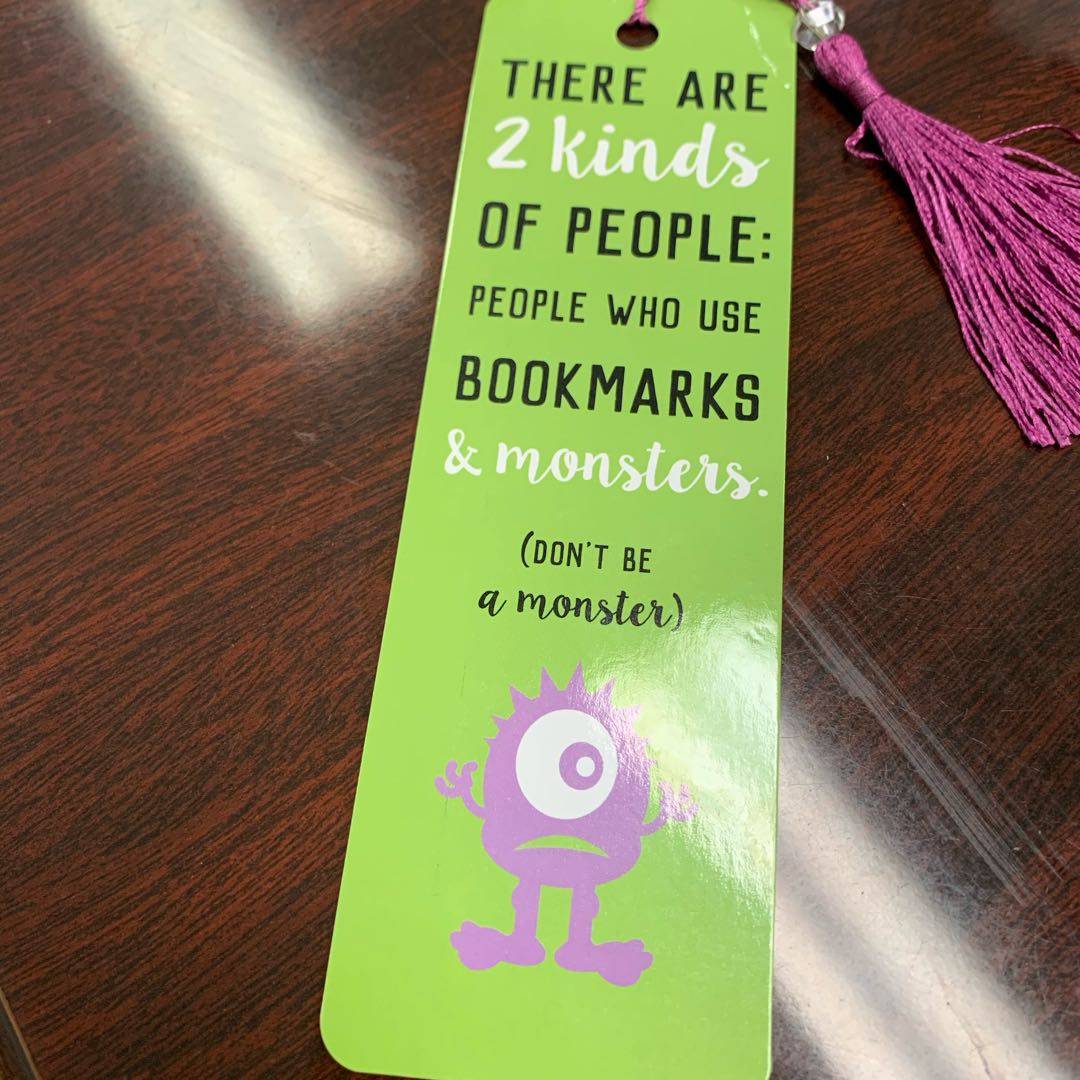 THERE ARE
2 kinds
OF PEOPLE:
PEOPLE WHO USE
BOOKMARKS
& monsters.
(DON'T BE
a monster)